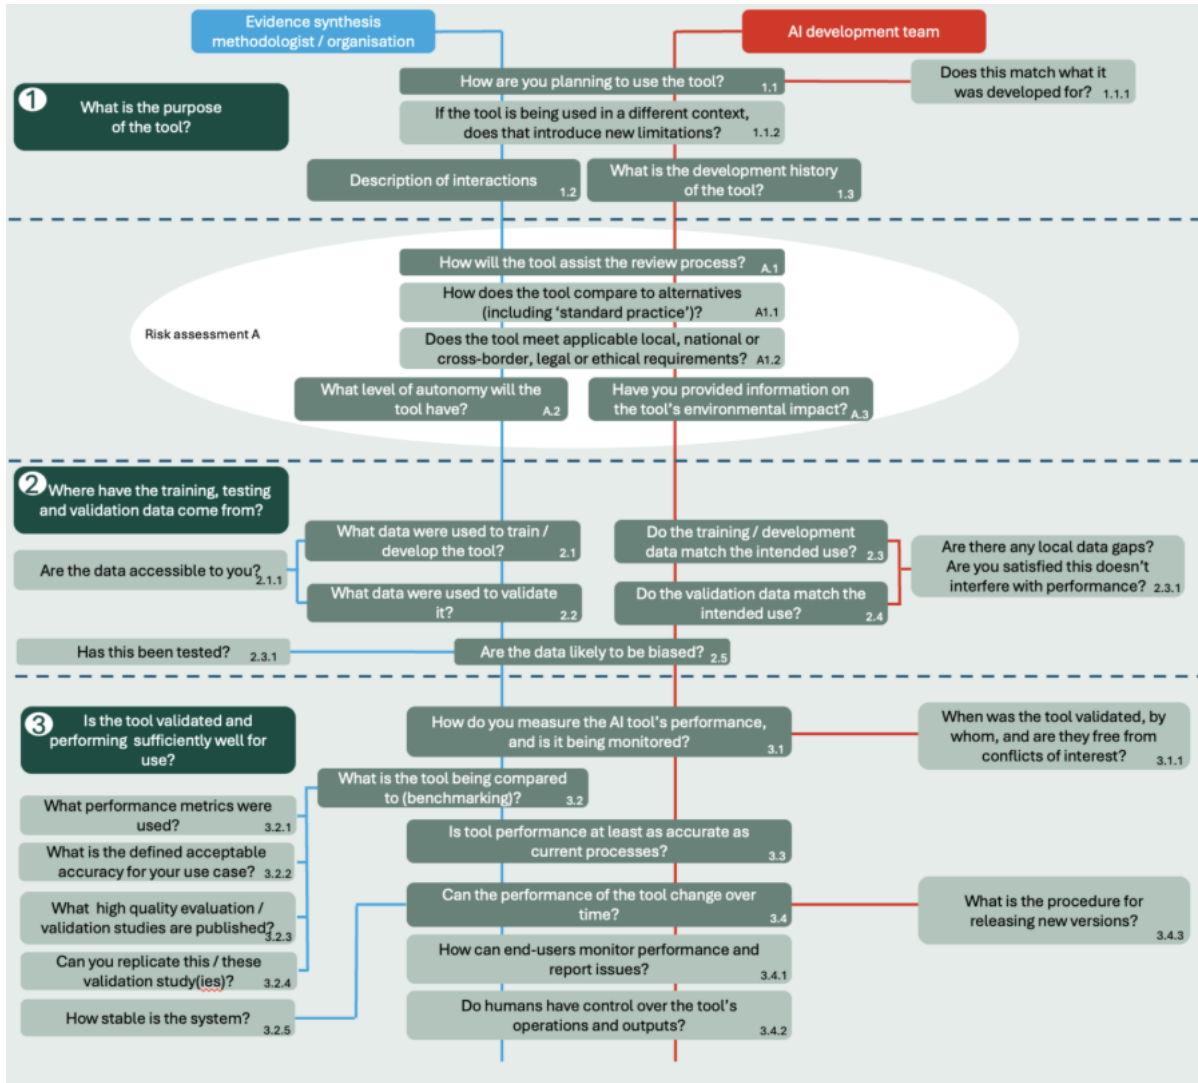 Evidence synthesis
methodologist / organisation
AI development team
1
What is the purpose
of the tool?
How are you planning to use the tool?
1.1
Does this match what it
was developed for? 1.1.1
If the tool is being used in a different context,
does that introduce new limitations? 1.1.2
Description of interactions
1.2
What is the development history
of the tool?
1.3
Risk assessment A
How will the tool assist the review process? A.1
How does the tool compare to alternatives
(including ‘standard practice’)? A1.1
Does the tool meet applicable local, national or
cross-border, legal or ethical requirements? A1.2
What level of autonomy will the
tool have? A.2
Have you provided information on
the tool’s environmental impact? A.3
2
Where have the training, testing
and validation data come from?
What data were used to train /
develop the tool? 2.1
Are the data accessible to you?
2.1.1
What data were used to validate
it? 2.2
Do the training / development
data match the intended use? 2.3
Do the validation data match the
intended use? 2.4
Are there any local data gaps?
Are you satisfied this doesn’t
interfere with performance? 2.3.1
Has this been tested? 2.3.1
Are the data likely to be biased? 2.5
3
Is the tool validated and
performing sufficiently well for
use?
How do you measure the AI tool’s performance,
and is it being monitored? 3.1
When was the tool validated, by
whom, and are they free from
conflicts of interest? 3.1.1
What is the tool being compared
to (benchmarking)? 3.2
What performance metrics were
used? 3.2.1
What is the defined acceptable
accuracy for your use case? 3.2.2
What high quality evaluation /
validation studies are published?
3.2.3
Can you replicate this / these
validation study(ies)? 3.2.4
How stable is the system? 3.2.5
Is tool performance at least as accurate as
current processes? 3.3
Can the performance of the tool change over
time? 3.4
What is the procedure for
releasing new versions?
3.4.3
How can end-users monitor performance and
report issues? 3.4.1
Do humans have control over the tool’s
operations and outputs? 3.4.2